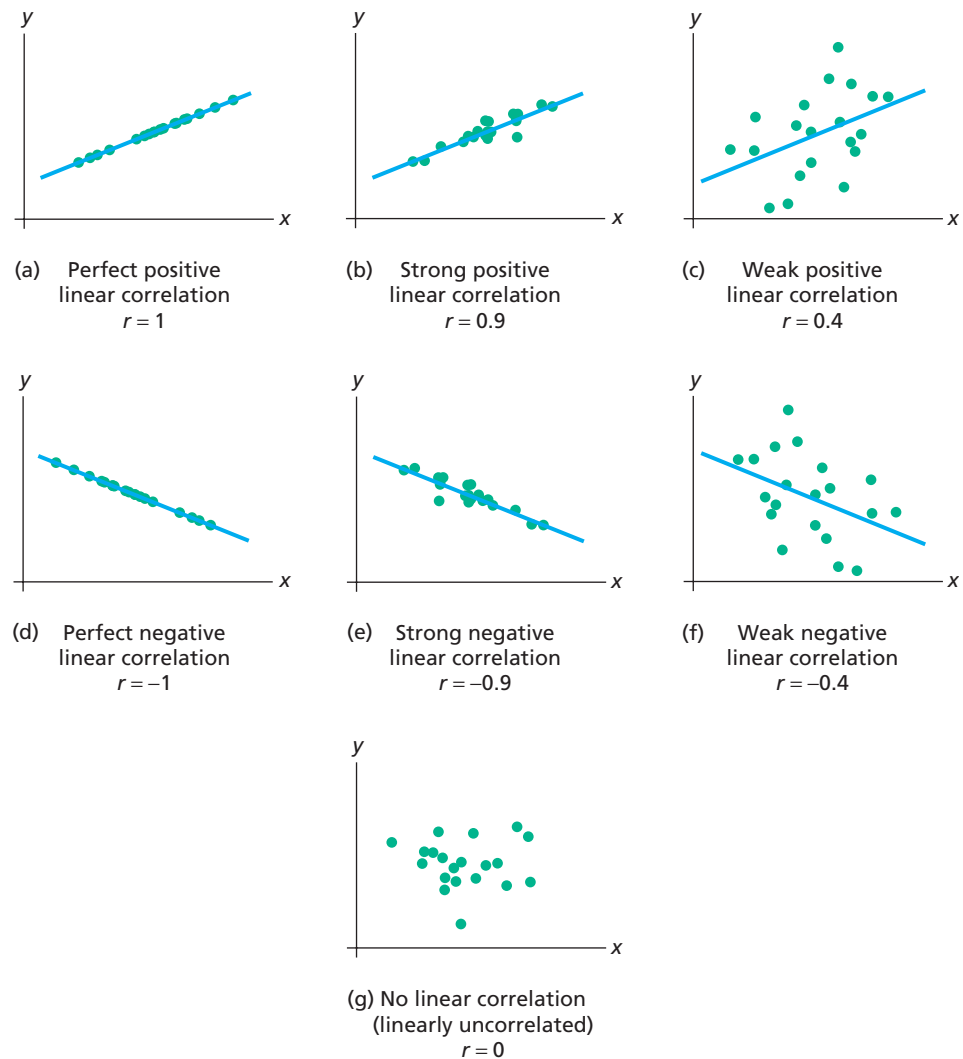 y
x
(a) Perfect positive
linear correlation
r = 1
y
x
(b) Strong positive
linear correlation
r = 0.9
y
x
(c) Weak positive
linear correlation
r = 0.4
y
x
(d) Perfect negative
linear correlation
r = −1
y
x
(e) Strong negative
linear correlation
r = −0.9
y
x
(f) Weak negative
linear correlation
r = −0.4
y
x
(g) No linear correlation
(linearly uncorrelated)
r = 0